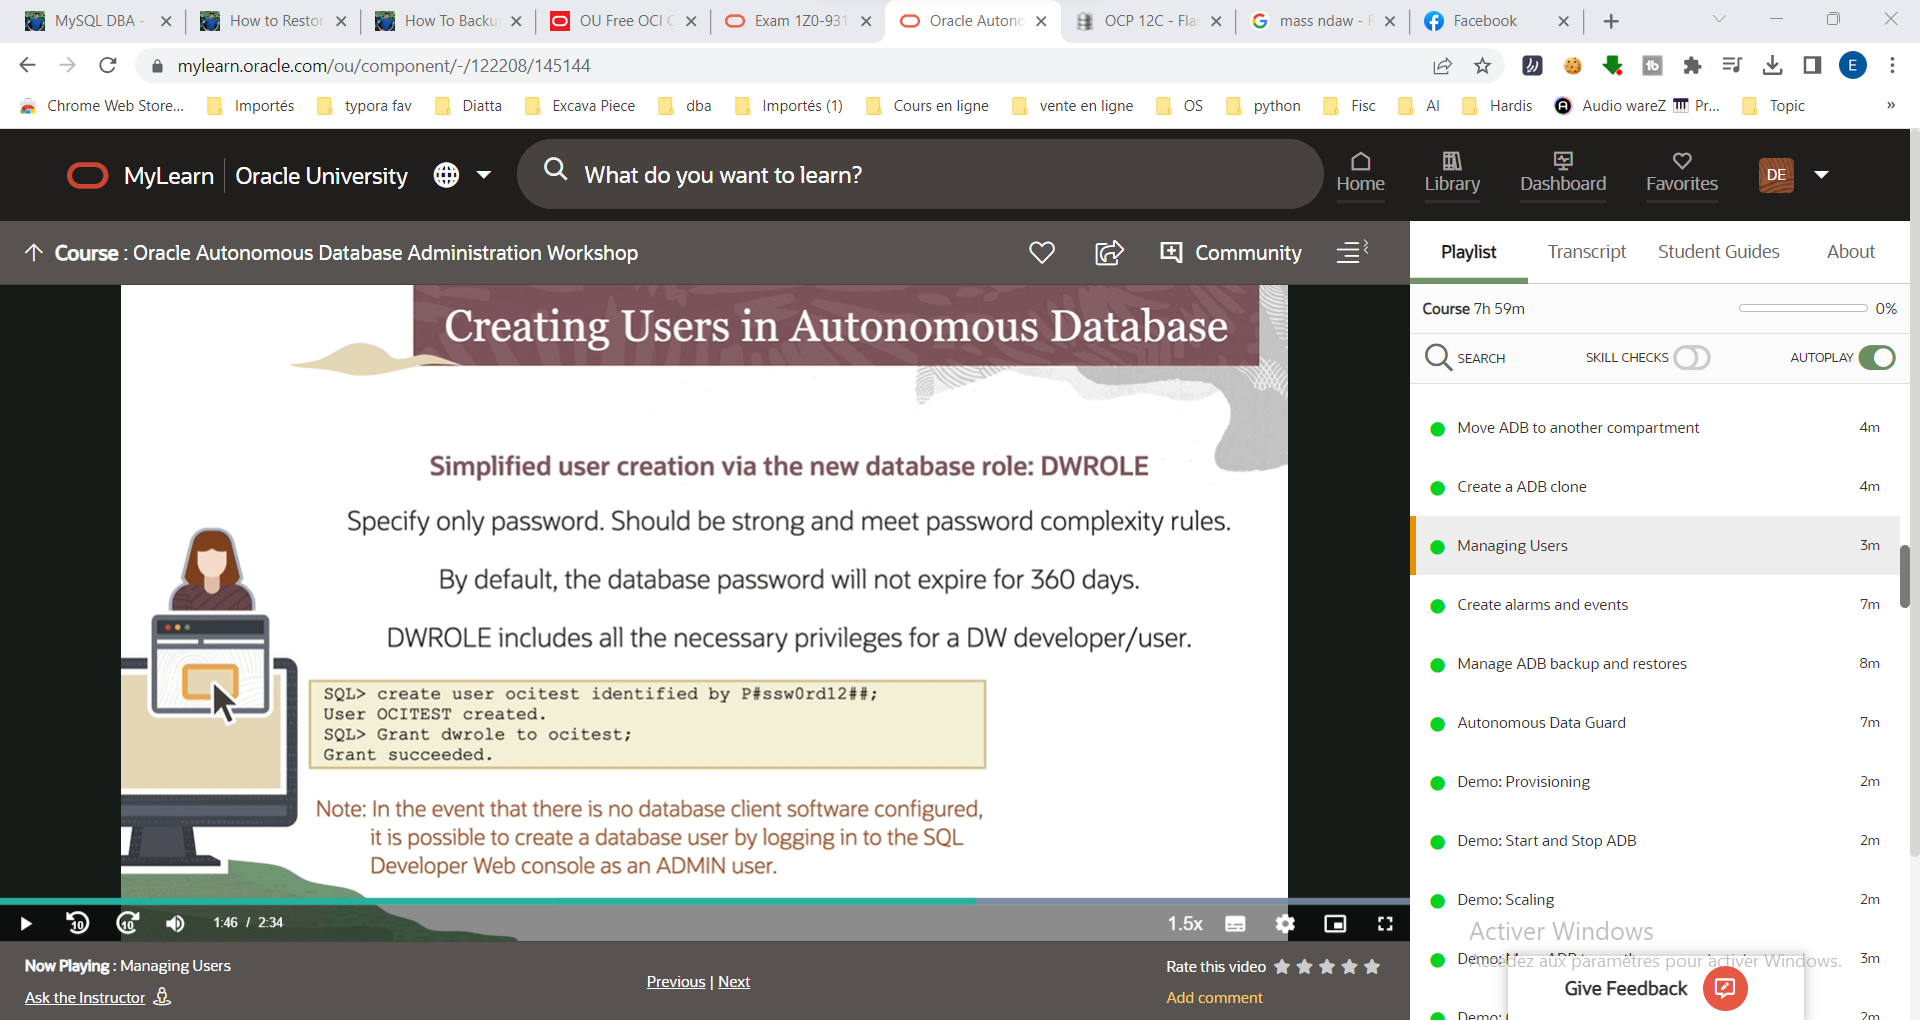 MySQL DBA -
How to Restor
How To Backu
OU Free OCI C
Exam 1Z0-931
Oracle Autono
OCP 12C - Fla
mass ndaw - R
Facebook
mylearn.oracle.com/ou/component/-/122208/145144
E
Chrome Web Store...
Importés
typora fav
Diatta
Excava Piece
dba
Importés (1)
Cours en ligne
vente en ligne
OS
python
Fisc
AI
Hardis
Audio wareZ
Pr...
Topic
»
MyLearn
Oracle University
What do you want to learn?
Home
Library
Dashboard
Favorites
DE
Course : Oracle Autonomous Database Administration Workshop
Community
Playlist
Transcript
Student Guides
About
Course 7h 59m
0%
SEARCH
SKILL CHECKS
AUTOPLAY
Creating Users in Autonomous Database
Simplified user creation via the new database role: DWROLE
Specify only password. Should be strong and meet password complexity rules.
By default, the database password will not expire for 360 days.
DWROLE includes all the necessary privileges for a DW developer/user.
SQL> create user ocitest identified by P#ssw0rd12##;
User OCITEST created.
SQL> Grant dwrole to ocitest;
Grant succeeded.
Note: In the event that there is no database client software configured,
it is possible to create a database user by logging in to the SQL
Developer Web console as an ADMIN user.
10
10
1:46 / 2:34
1.5x
Now Playing : Managing Users
Ask the Instructor
Previous | Next
Rate this video
Add comment
Move ADB to another compartment 4m
Create a ADB clone 4m
Managing Users 3m
Create alarms and events 7m
Manage ADB backup and restores 8m
Autonomous Data Guard 7m
Demo: Provisioning 2m
Demo: Start and Stop ADB 2m
Demo: Scaling 2m
Activer Windows
3m
aux paramètres pour activer Windows.
Give Feedback
Demo: 2m